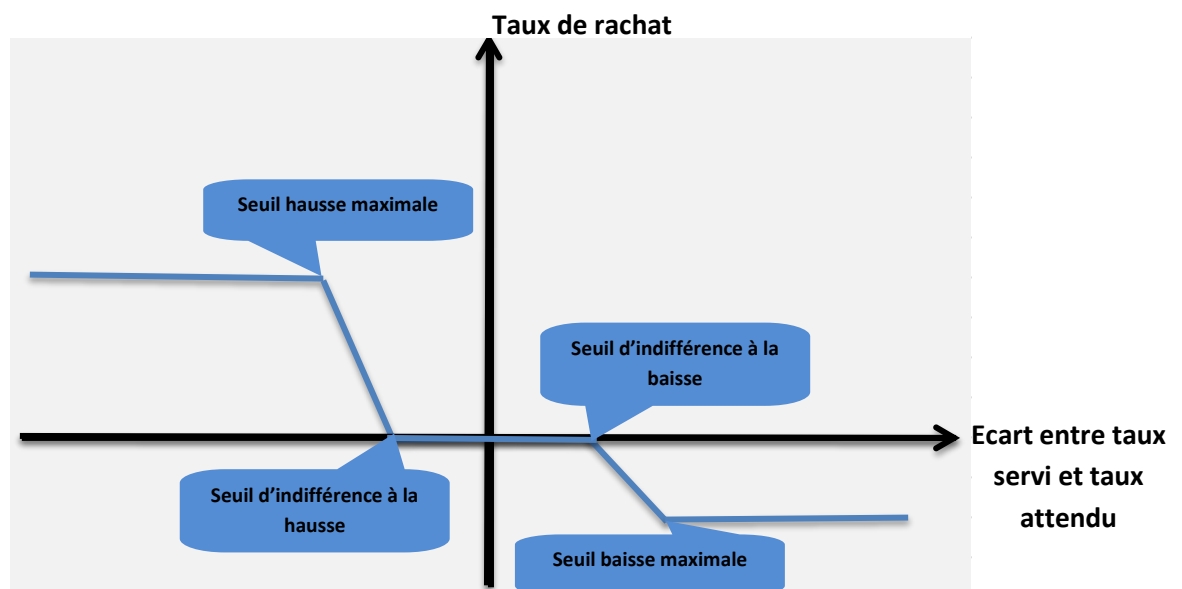 Taux de rachat
Seuil hausse maximale
Seuil d’indifférence à la
baisse
Ecart entre taux
servi et taux
attendu
Seuil d’indifférence à la
hausse
Seuil baisse maximale